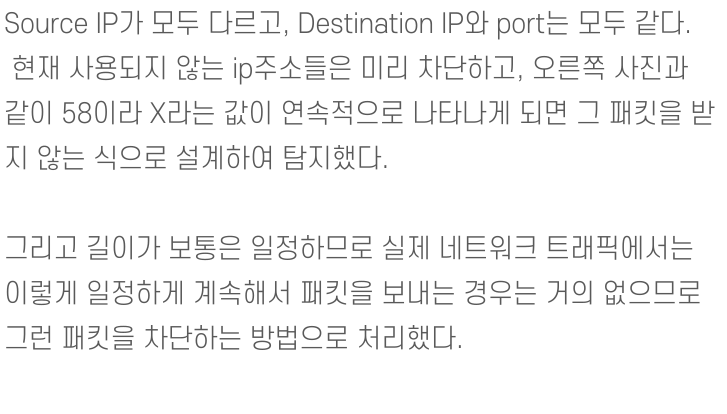 Source IP가 모두 다르고, Destination IP와 port는 모두 같다.
현재 사용되지 않는 ip주소들은 미리 차단하고, 오른쪽 사진과
같이 58이라 X라는 값이 연속적으로 나타나게 되면 그 패킷을 받
지 않는 식으로 설계하여 탐지했다.
그리고 길이가 보통은 일정하므로 실제 네트워크 트래픽에서는
이렇게 일정하게 계속해서 패킷을 보내는 경우는 거의 없으므로
그런 패킷을 차단하는 방법으로 처리했다.